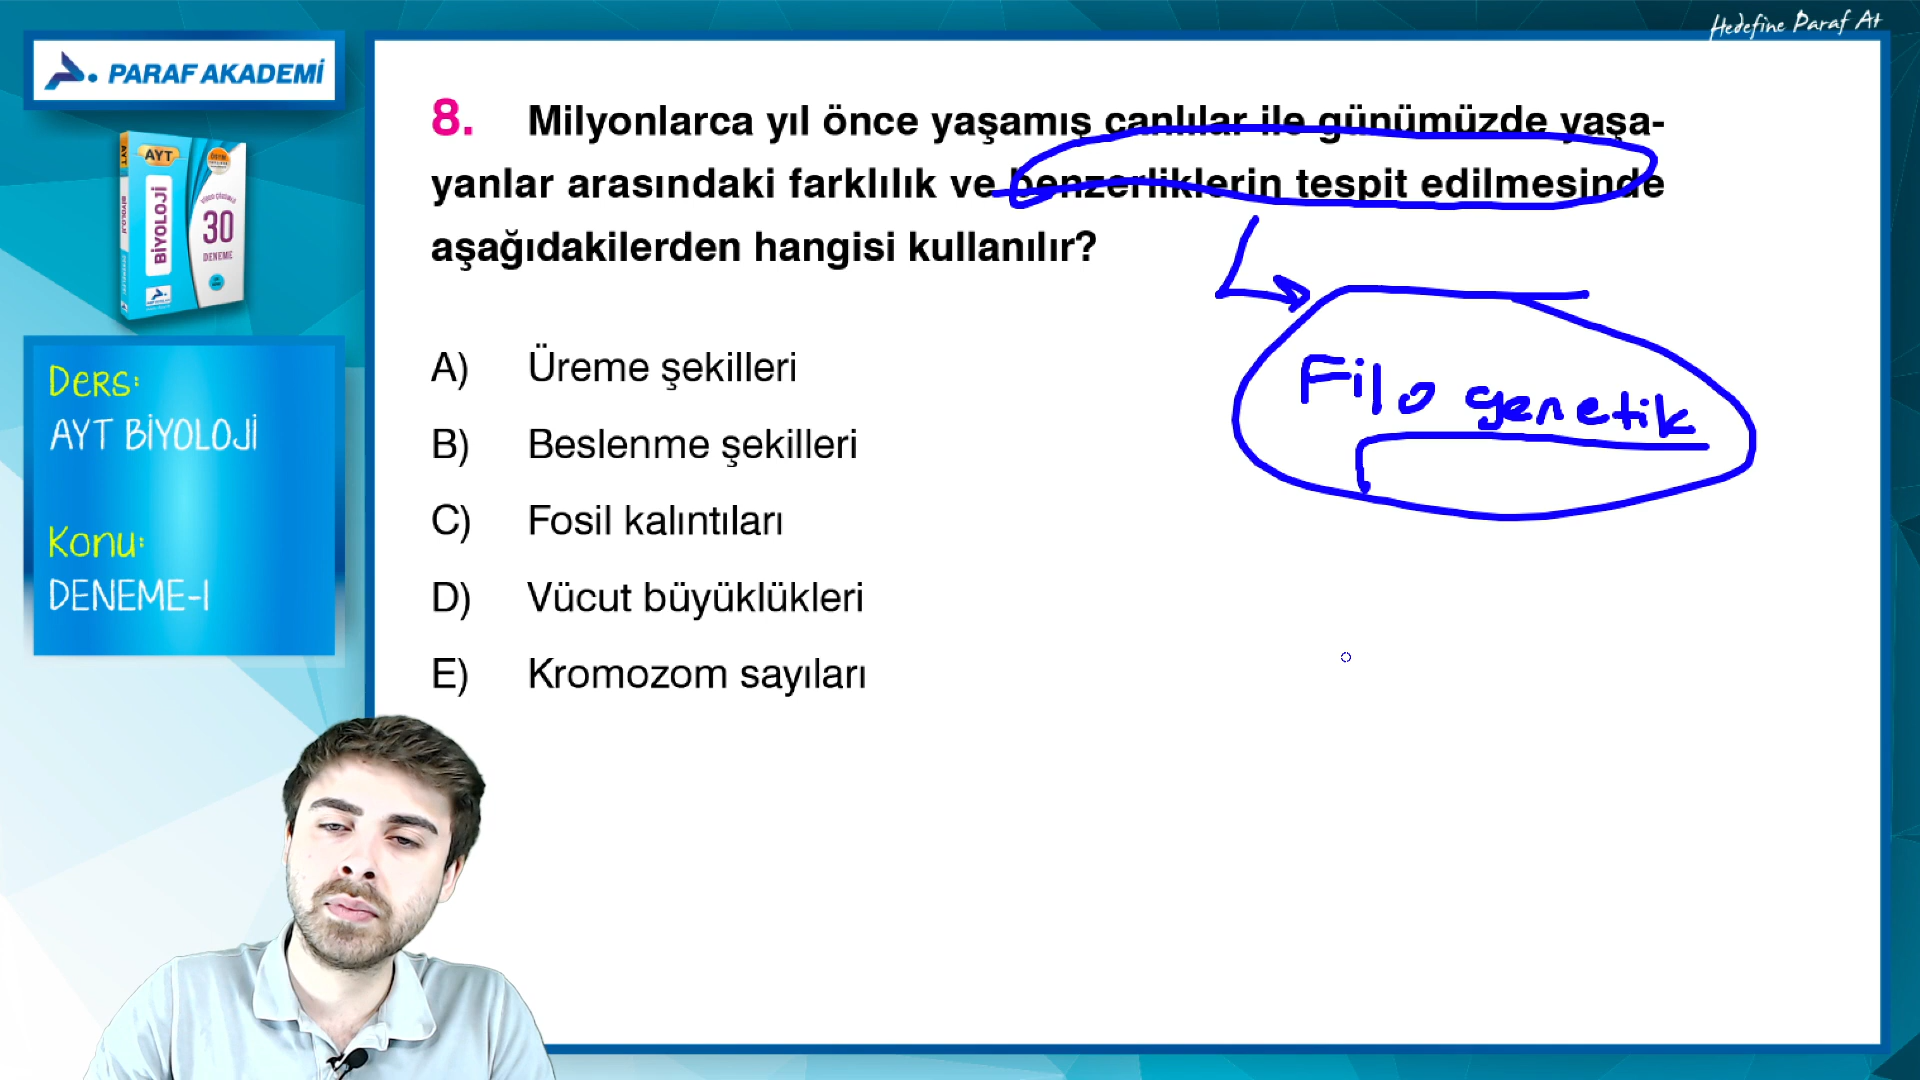 Hedefine Paraf At
PARAF AKADEMİ
AYT
BİYOLOJİ
30
DENEME
Ders:
AYT BİYOLOJİ
Konu:
DENEME-1
8. Milyonlarca yıl önce yaşamış canlılar ile günümüzde yaşa-
yanlar arasındaki farklılık ve benzerliklerin tespit edilmesinde
aşağıdakilerden hangisi kullanılır?
Filogenetik
A) Üreme şekilleri
B) Beslenme şekilleri
C) Fosil kalıntıları
D) Vücut büyüklükleri
E) Kromozom sayıları